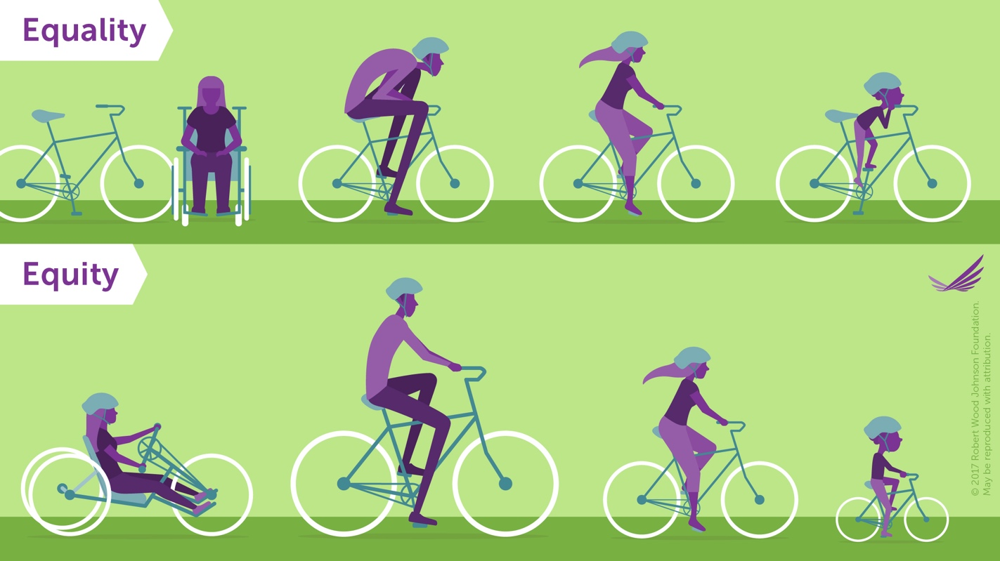 Equality
Equity
© 2017 Robert Wood Johnson Foundation.
May be reproduced with attribution.